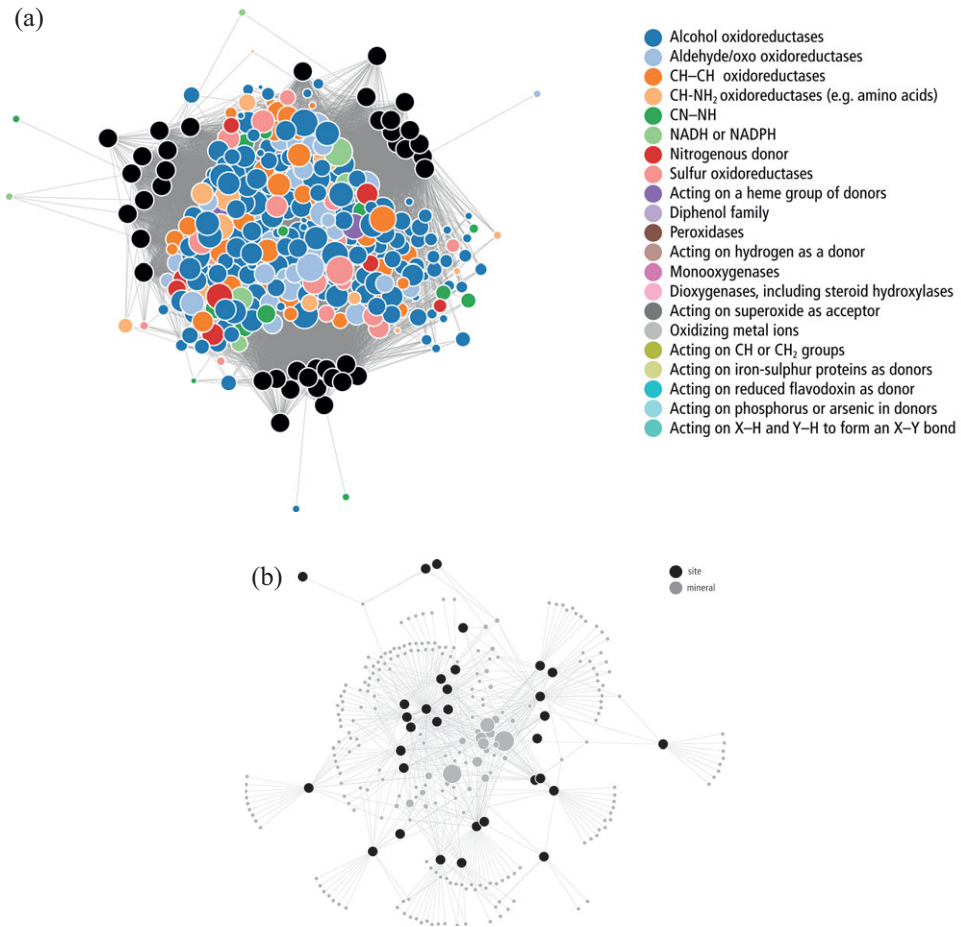 (a)
Alcohol oxidoreductases
Aldehyde/oxo oxidoreductases
CH–CH oxidoreductases
CH-NH₂ oxidoreductases (e.g. amino acids)
CN–NH
NADH or NADPH
Nitrogenous donor
Sulfur oxidoreductases
Acting on a heme group of donors
Diphenol family
Peroxidases
Acting on hydrogen as a donor
Monooxygenases
Dioxygenases, including steroid hydroxylases
Acting on superoxide as acceptor
Oxidizing metal ions
Acting on CH or CH₂ groups
Acting on iron-sulphur proteins as donors
Acting on reduced flavodoxin as donor
Acting on phosphorus or arsenic in donors
Acting on X–H and Y–H to form an X–Y bond
(b)
site
mineral